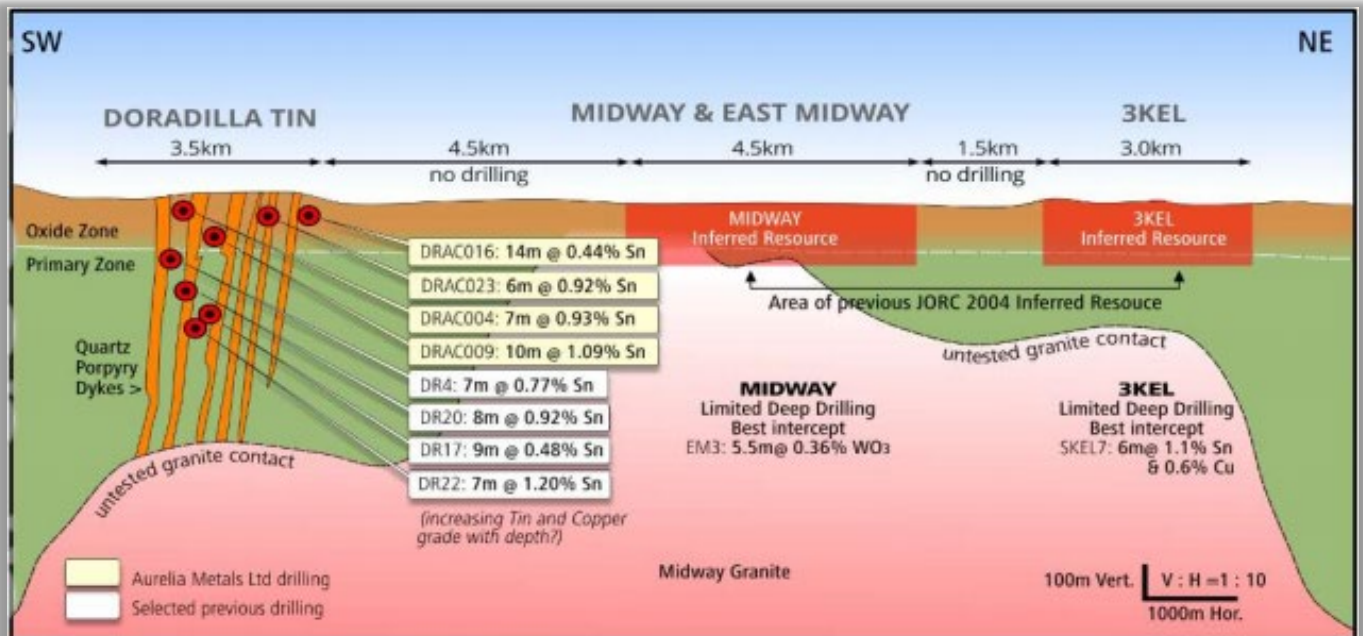 SW
NE
DORADILLA TIN
MIDWAY & EAST MIDWAY
3KEL
3.5km
4.5km
no drilling
4.5km
1.5km
no drilling
3.0km
Oxide Zone
Primary Zone
MIDWAY
Inferred Resource
3KEL
Inferred Resource
DRAC016: 14m @ 0.44% Sn
DRAC023: 6m @ 0.92% Sn
DRAC004: 7m @ 0.93% Sn
DRAC009: 10m @ 1.09% Sn
DR4: 7m @ 0.77% Sn
DR20: 8m @ 0.92% Sn
DR17: 9m @ 0.48% Sn
DR22: 7m @ 1.20% Sn
(increasing Tin and Copper
grade with depth?)
Area of previous JORC 2004 Inferred Resouce
Quartz
Porpyry
Dykes >
untested granite contact
untested granite contact
MIDWAY
Limited Deep Drilling
Best intercept
EM3: 5.5m@ 0.36% WO3
3KEL
Limited Deep Drilling
Best intercept
SKEL7: 6m@ 1.1% Sn
& 0.6% Cu
Midway Granite
Aurelia Metals Ltd drilling
Selected previous drilling
100m Vert.
V : H =1 : 10
1000m Hor.